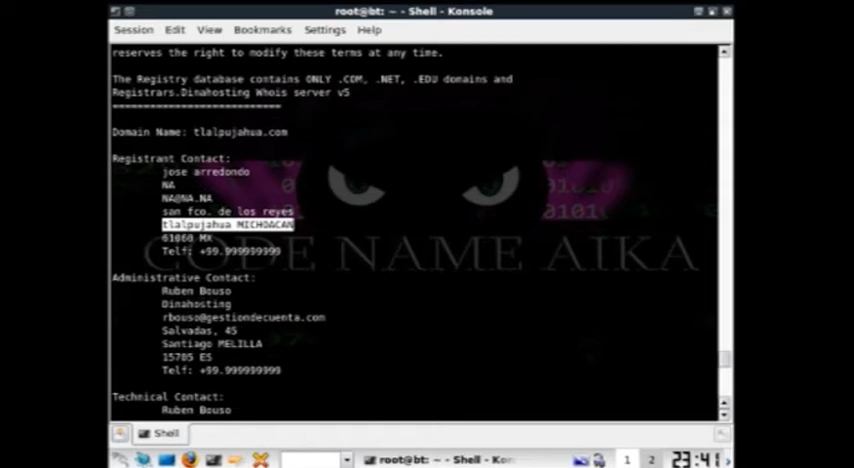 root@bt: ~ - Shell - Konsole
Session Edit View Bookmarks Settings Help
reserves the right to modify these terms at any time.
The Registry database contains ONLY .COM, .NET, .EDU domains and
Registrars.Dinahosting Whois server v5
============================
Domain Name: tlalpujahua.com
Registrant Contact:
jose arredondo
NA
NA@NA.NA
san fco. de los reyes
tlalpujahua MICHOACAN
61060 MX
Telf: +99.999999999
CODE NAME AIKA
Administrative Contact:
Ruben Bouso
Dinahosting
rbouso@gestiondecuenta.com
Salvadas, 45
Santiago MELILLA
15705 ES
Telf: +99.999999999
Technical Contact:
Ruben Bouso
Shell
root@bt: ~ - Shell - Kon
1 2 23:41